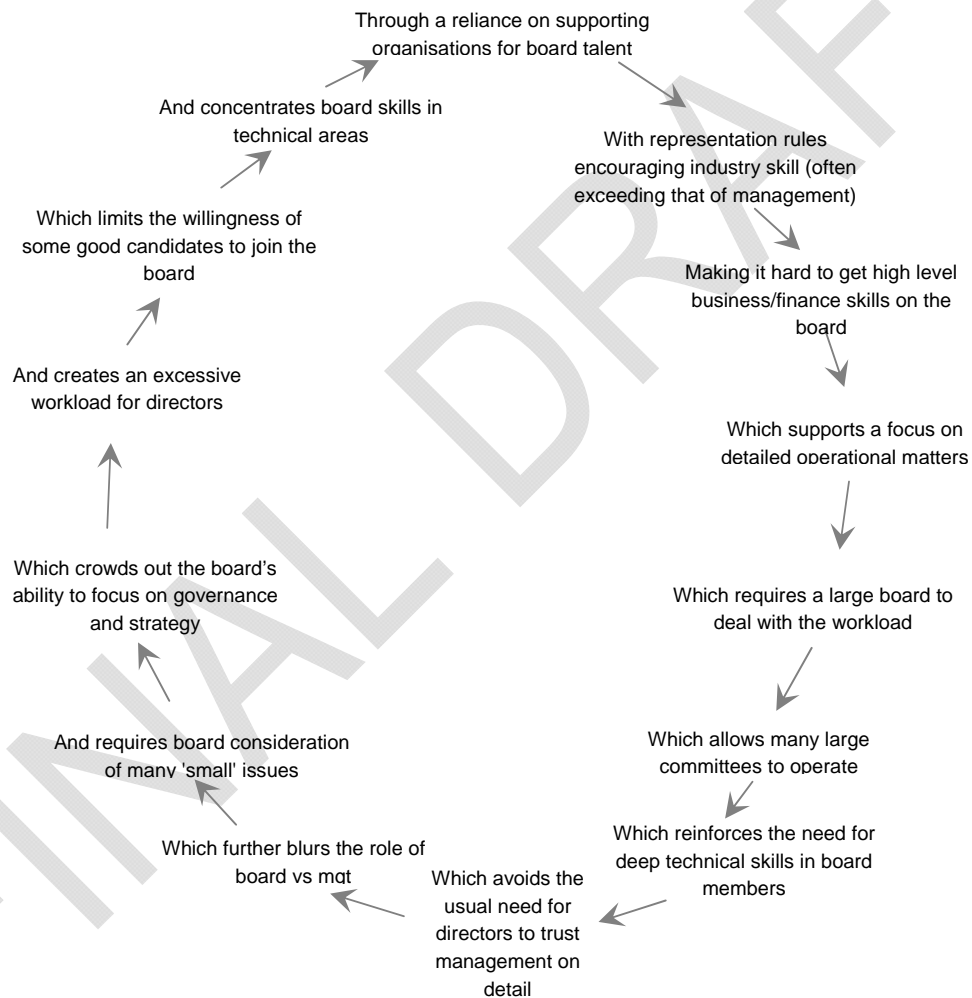 Through a reliance on supporting
organisations for board talent
With representation rules
encouraging industry skill (often
exceeding that of management)
Making it hard to get high level
business/finance skills on the
board
Which supports a focus on
detailed operational matters
Which requires a large board to
deal with the workload
Which allows many large
committees to operate
Which reinforces the need for
deep technical skills in board
members
Which avoids the
usual need for
directors to trust
management on
detail
Which further blurs the role of
board vs mgt
And requires board consideration
of many 'small' issues
Which crowds out the board’s
ability to focus on governance
and strategy
And creates an excessive
workload for directors
Which limits the willingness of
some good candidates to join the
board
And concentrates board skills in
technical areas
FINAL DRAF